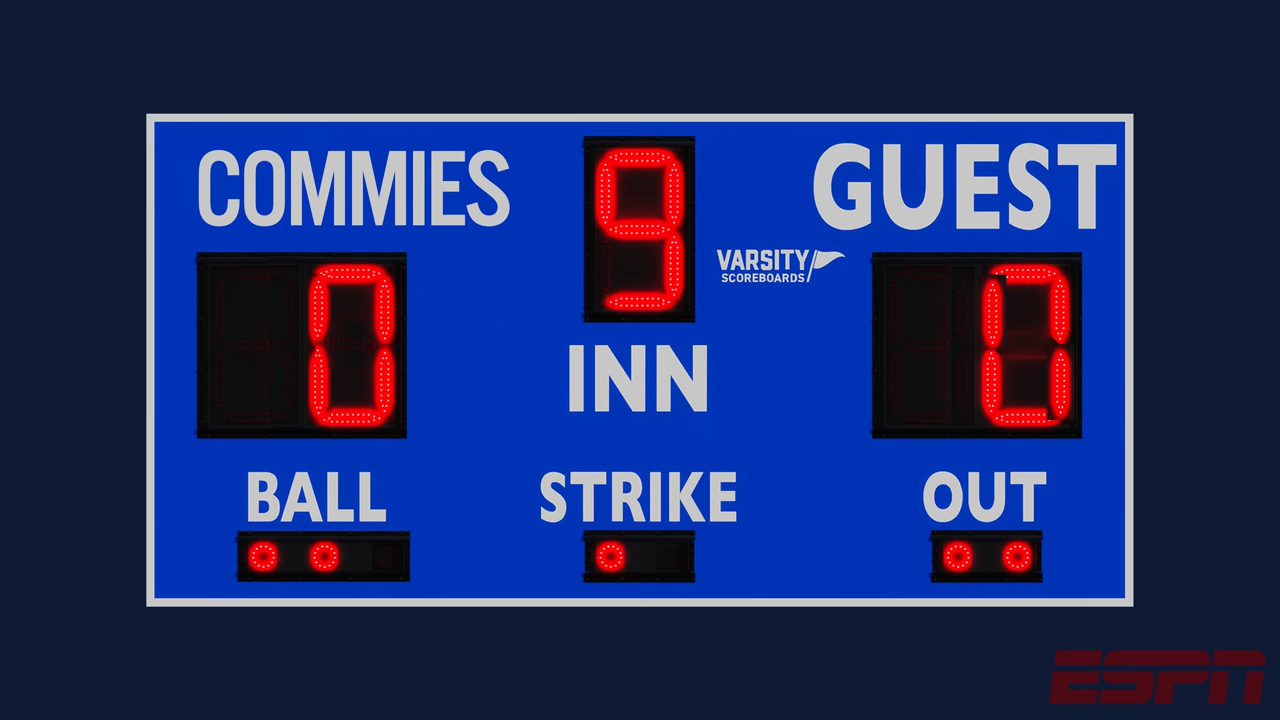 COMMIES
9
GUEST
VARSITY
SCOREBOARDS
0
0
INN
BALL
STRIKE
OUT
ESPN